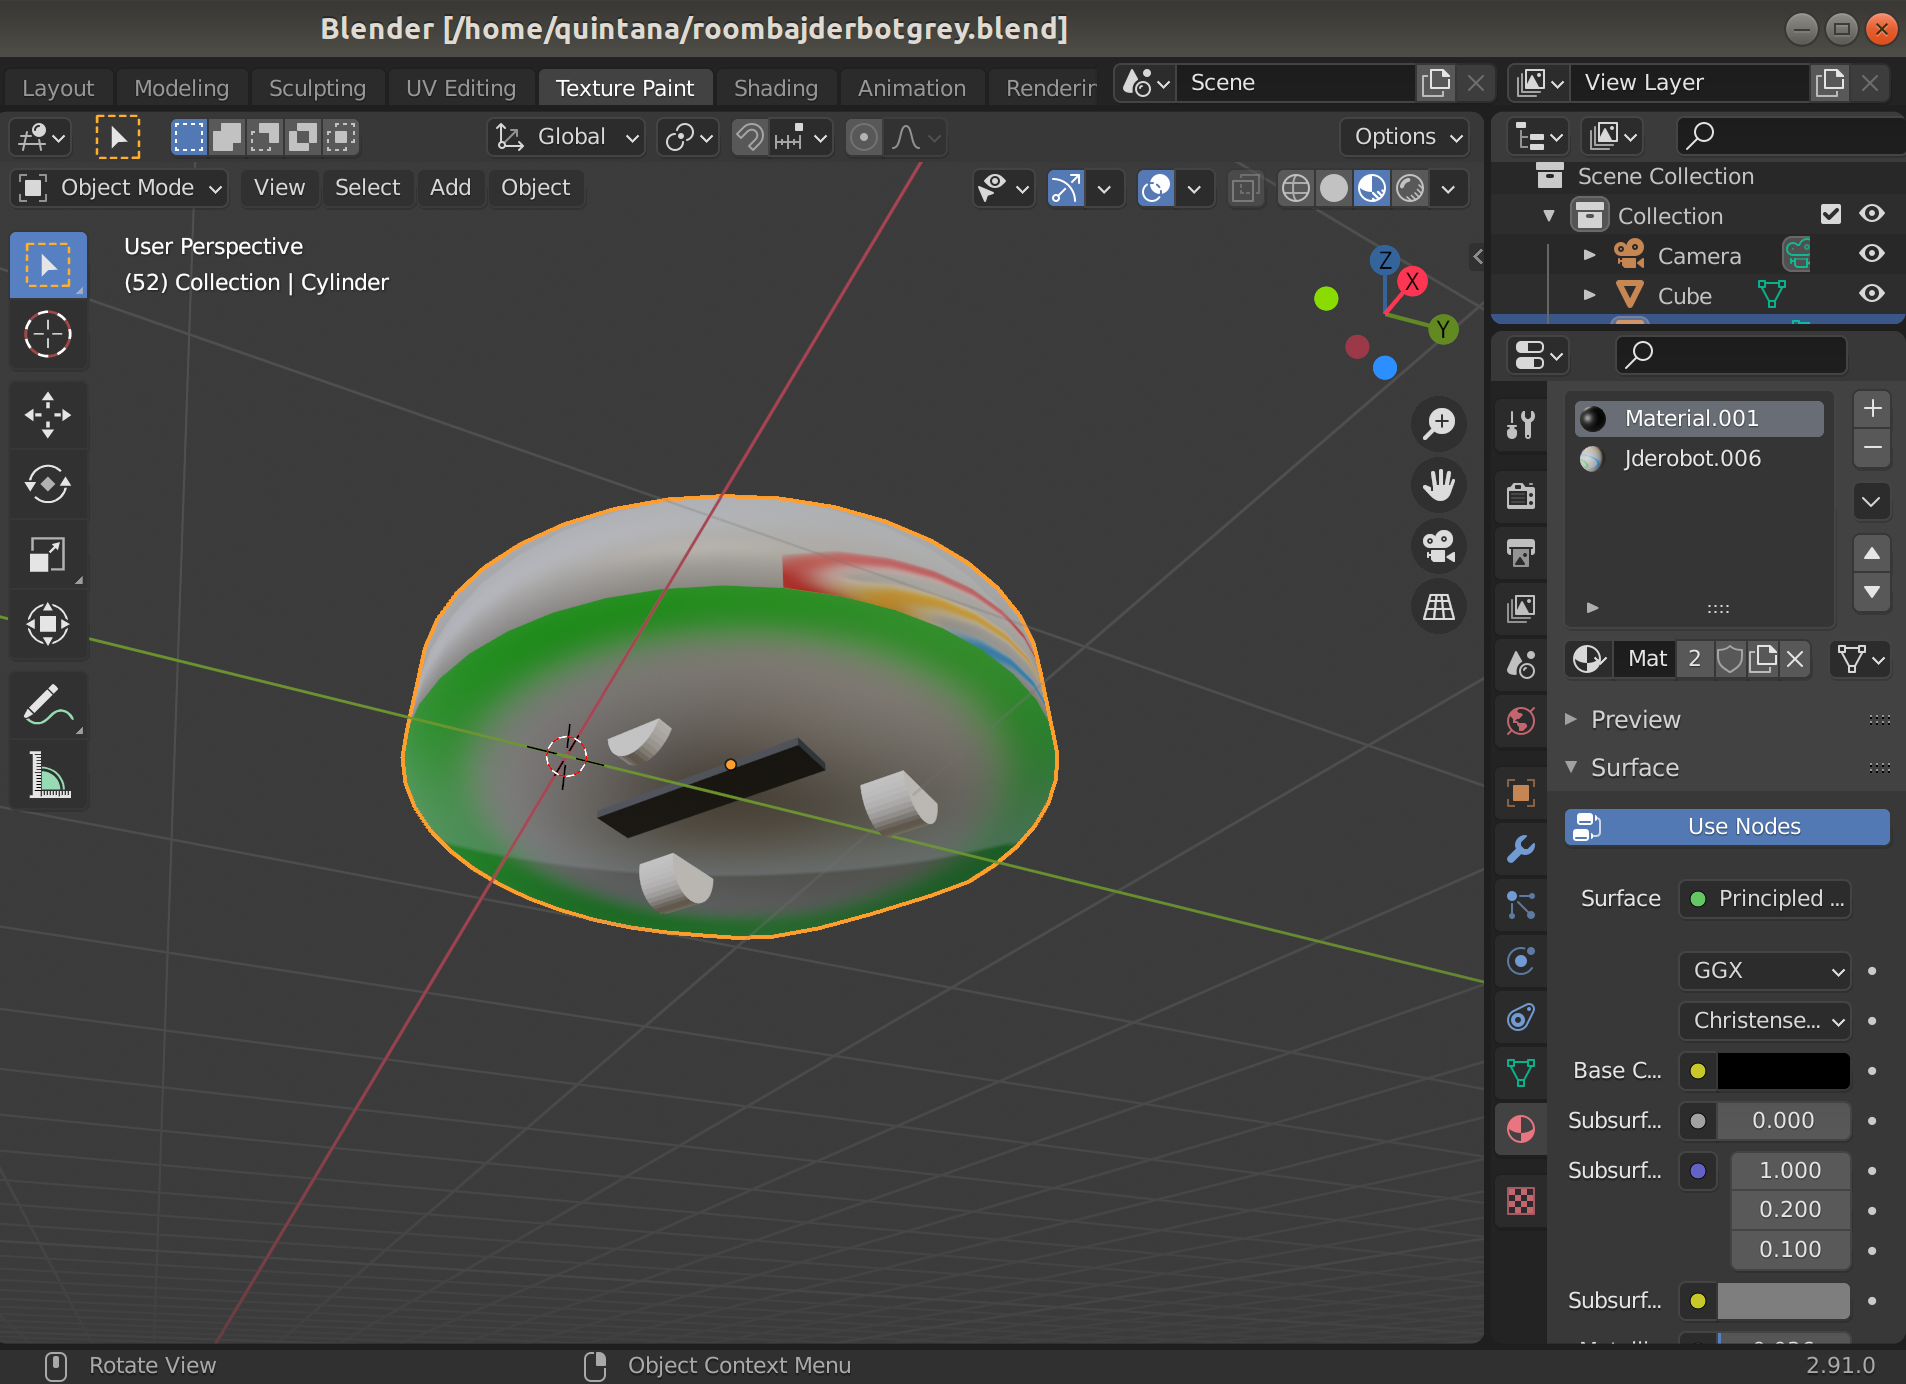 Blender [/home/quintana/roombajderbotgrey.blend]
Layout Modeling Sculpting UV Editing Texture Paint Shading Animation Renderin Scene View Layer
Global Options
Object Mode View Select Add Object
User Perspective
(52) Collection | Cylinder
Z
X
Y
Scene Collection
Collection
Camera
Cube
Material.001
Jderobot.006
Mat 2
Preview
Surface
Use Nodes
Surface Principled ...
GGX
Christense...
Base C...
Subsurf... 0.000
Subsurf... 1.000
0.200
0.100
Subsurf...
Rotate View Object Context Menu 2.91.0